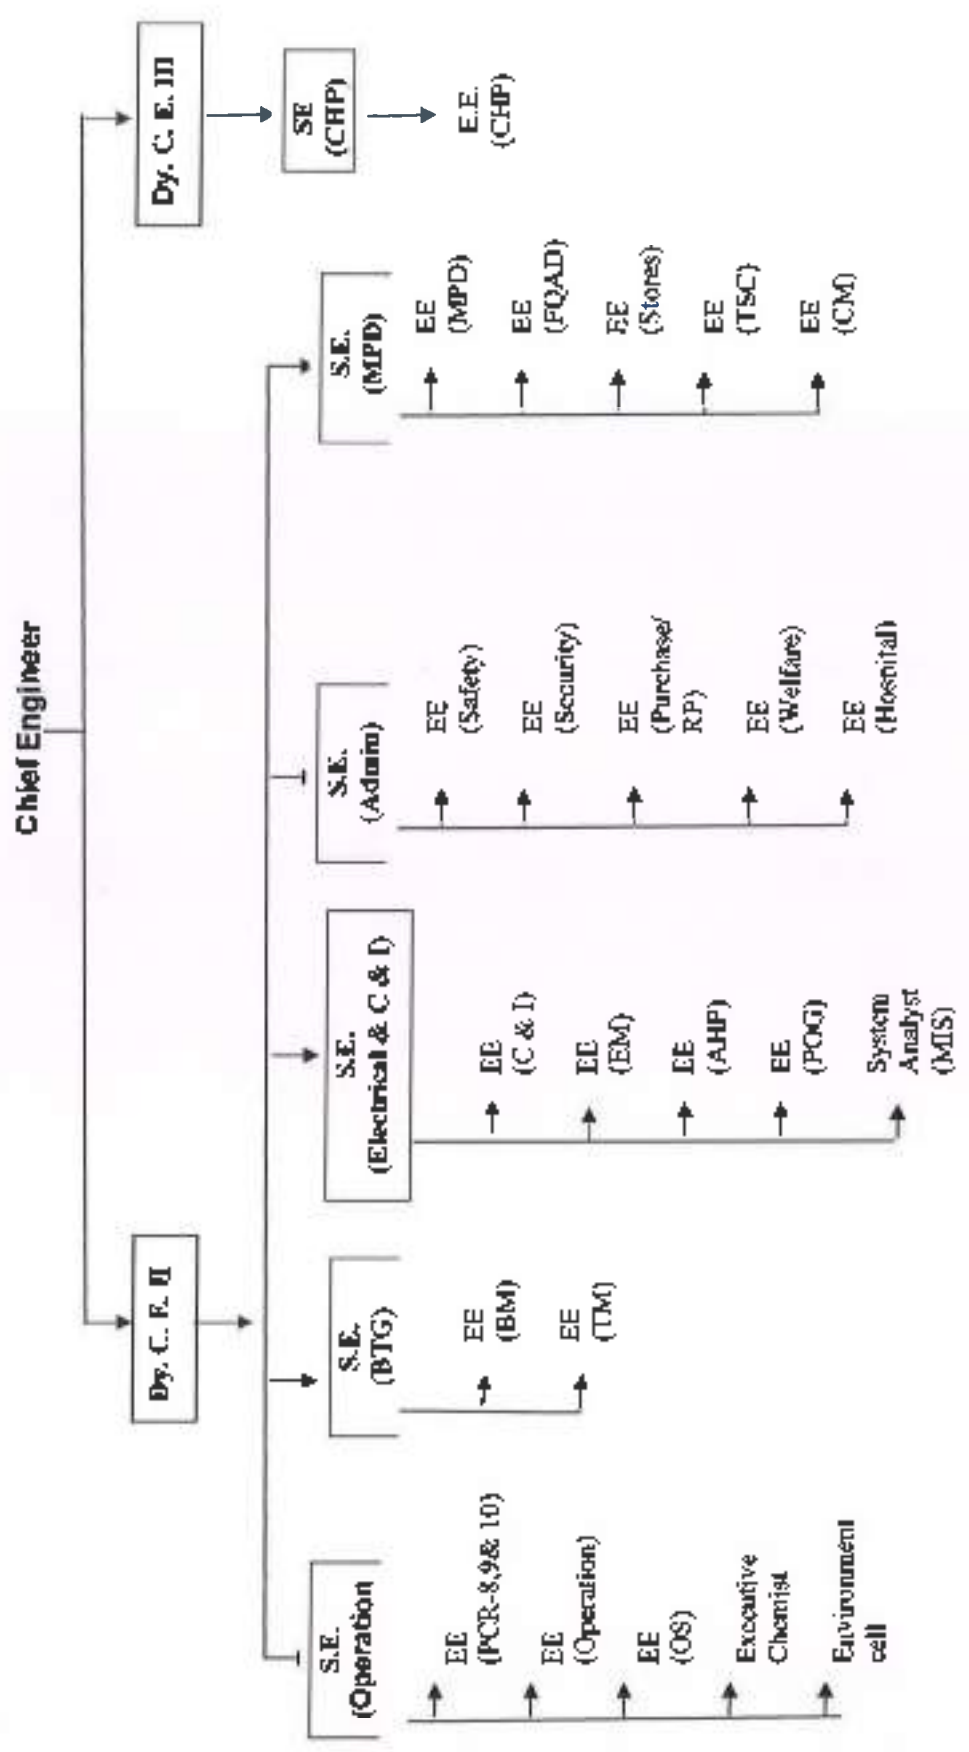 Chief Engineer
Dy. C. E. II
Dy. C. E. III
S.E.
(Operation
S.E.
(BTG)
S.E.
(Electrical & C & I)
S.E.
(Admin)
S.E.
(MPD)
SE
(CHP)
EE
(PCR-8,9& 10)
EE
(Operation)
EE
(OS)
Executive
Chemist
Environment
cell
EE
(BM)
EE
(TM)
EE
(C & I)
EE
(EM)
EE
(AHP)
EE
(POG)
System
Analyst
(MIS)
EE
(Safety)
EE
(Security)
EE
(Purchase/
RP)
EE
(Welfare)
EE
(Hospital)
EE
(MPD)
EE
(FQAD)
EE
(Stores)
EE
(TSC)
EE
(CM)
E.E.
(CHP)